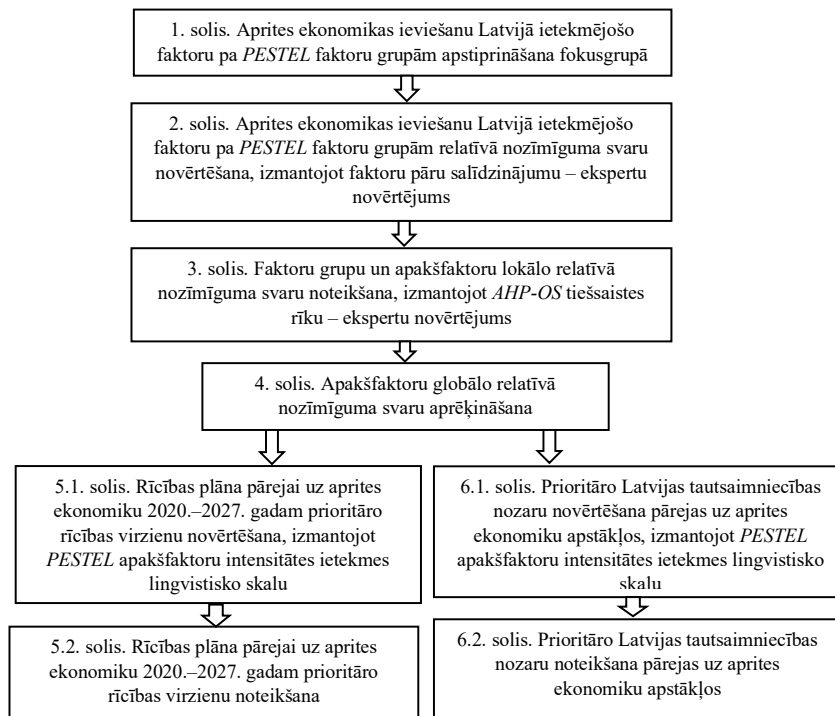 1. solis. Aprites ekonomikas ieviešanu Latvijā ietekmējošo
faktoru pa PESTEL faktoru grupām apstiprināšana fokusgrupā
2. solis. Aprites ekonomikas ieviešanu Latvijā ietekmējošo
faktoru pa PESTEL faktoru grupām relatīvā nozīmīguma svaru
novērtēšana, izmantojot faktoru pāru salīdzinājumu – ekspertu
novērtējums
3. solis. Faktoru grupu un apakšfaktoru lokālo relatīvā
nozīmīguma svaru noteikšana, izmantojot AHP-OS tiešsaistes
rīku – ekspertu novērtējums
4. solis. Apakšfaktoru globālo relatīvā
nozīmīguma svaru aprēķināšana
5.1. solis. Rīcības plāna pārejai uz aprites
ekonomiku 2020.–2027. gadam prioritāro
rīcības virzienu novērtēšana, izmantojot
PESTEL apakšfaktoru intensitātes ietekmes
lingvistisko skalu
6.1. solis. Prioritāro Latvijas tautsaimniecības
nozaru novērtēšana pārejas uz aprites
ekonomiku apstākļos, izmantojot PESTEL
apakšfaktoru intensitātes ietekmes lingvistisko
skalu
5.2. solis. Rīcības plāna pārejai uz aprites
ekonomiku 2020.–2027. gadam prioritāro
rīcības virzienu noteikšana
6.2. solis. Prioritāro Latvijas tautsaimniecības
nozaru noteikšana pārejas uz aprites
ekonomiku apstākļos